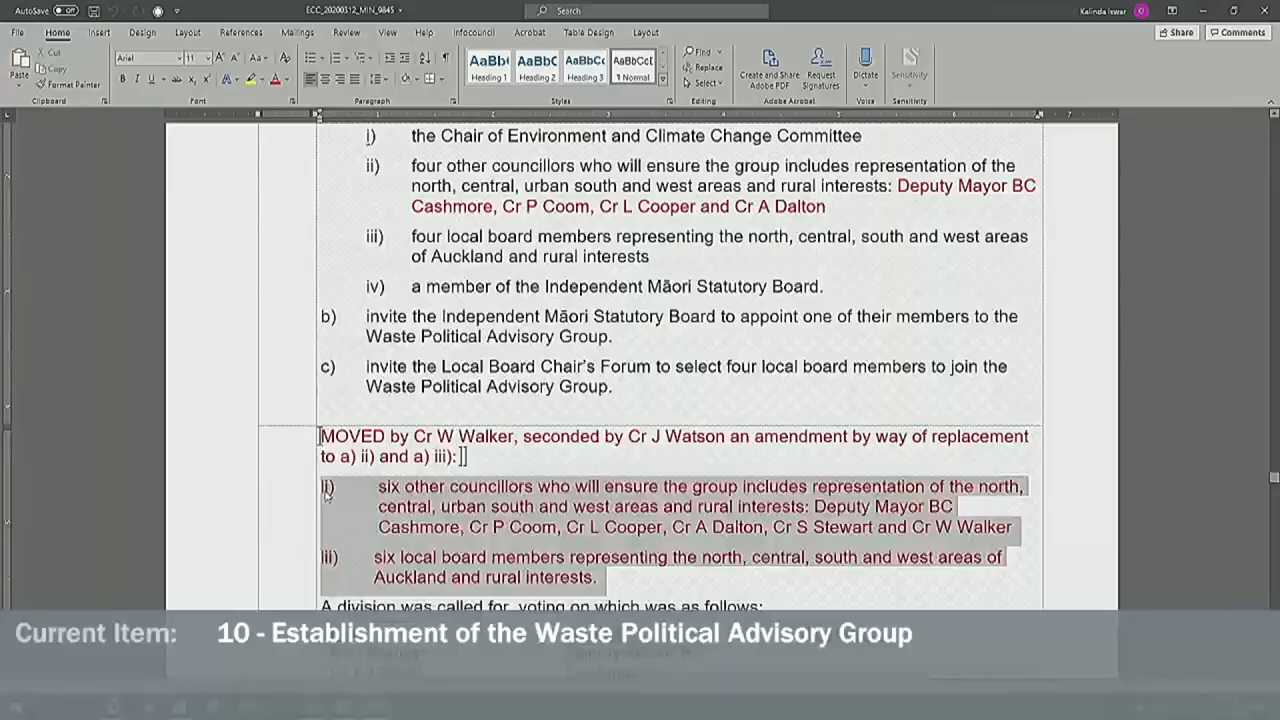 AutoSave Off
ECC_20200312_MIN_9845
Search
Kalinda Iswar
File Home Insert Draw Design Layout References Mailings Review View Help Infocouncil Acrobat Table Design Layout
Share Comments
Paste
Cut
Copy
Format Painter
Arial 11
AaBb( AaBbC AaBbCc AaBbCcI
Heading 1 Heading 2 Heading 3 1 Normal
Find
Replace
Select
Create and Share Adobe PDF
Request Signatures
Dictate
Sensitivity
Clipboard Font Paragraph Styles Editing Adobe Acrobat Voice Sensitivity
i) the Chair of Environment and Climate Change Committee
ii) four other councillors who will ensure the group includes representation of the
north, central, urban south and west areas and rural interests: Deputy Mayor BC
Cashmore, Cr P Coom, Cr L Cooper and Cr A Dalton
iii) four local board members representing the north, central, south and west areas
of Auckland and rural interests
iv) a member of the Independent Māori Statutory Board.
b) invite the Independent Māori Statutory Board to appoint one of their members to the
Waste Political Advisory Group.
c) invite the Local Board Chair's Forum to select four local board members to join the
Waste Political Advisory Group.
MOVED by Cr W Walker, seconded by Cr J Watson an amendment by way of replacement
to a) ii) and a) iii):]]
ii) six other councillors who will ensure the group includes representation of the north,
central, urban south and west areas and rural interests: Deputy Mayor BC
Cashmore, Cr P Coom, Cr L Cooper, Cr A Dalton, Cr S Stewart and Cr W Walker
iii) six local board members representing the north, central, south and west areas of
Auckland and rural interests.
A division was called for, voting on which was as follows:
Current Item: 10 - Establishment of the Waste Political Advisory Group